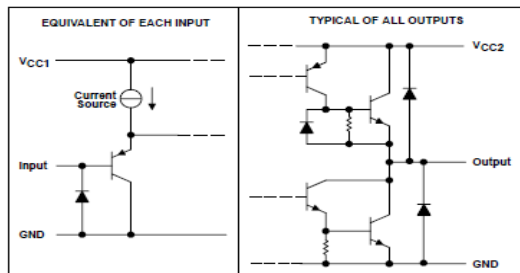 EQUIVALENT OF EACH INPUT
VCC1
Current
Source
Input
GND
TYPICAL OF ALL OUTPUTS
VCC2
Output
GND